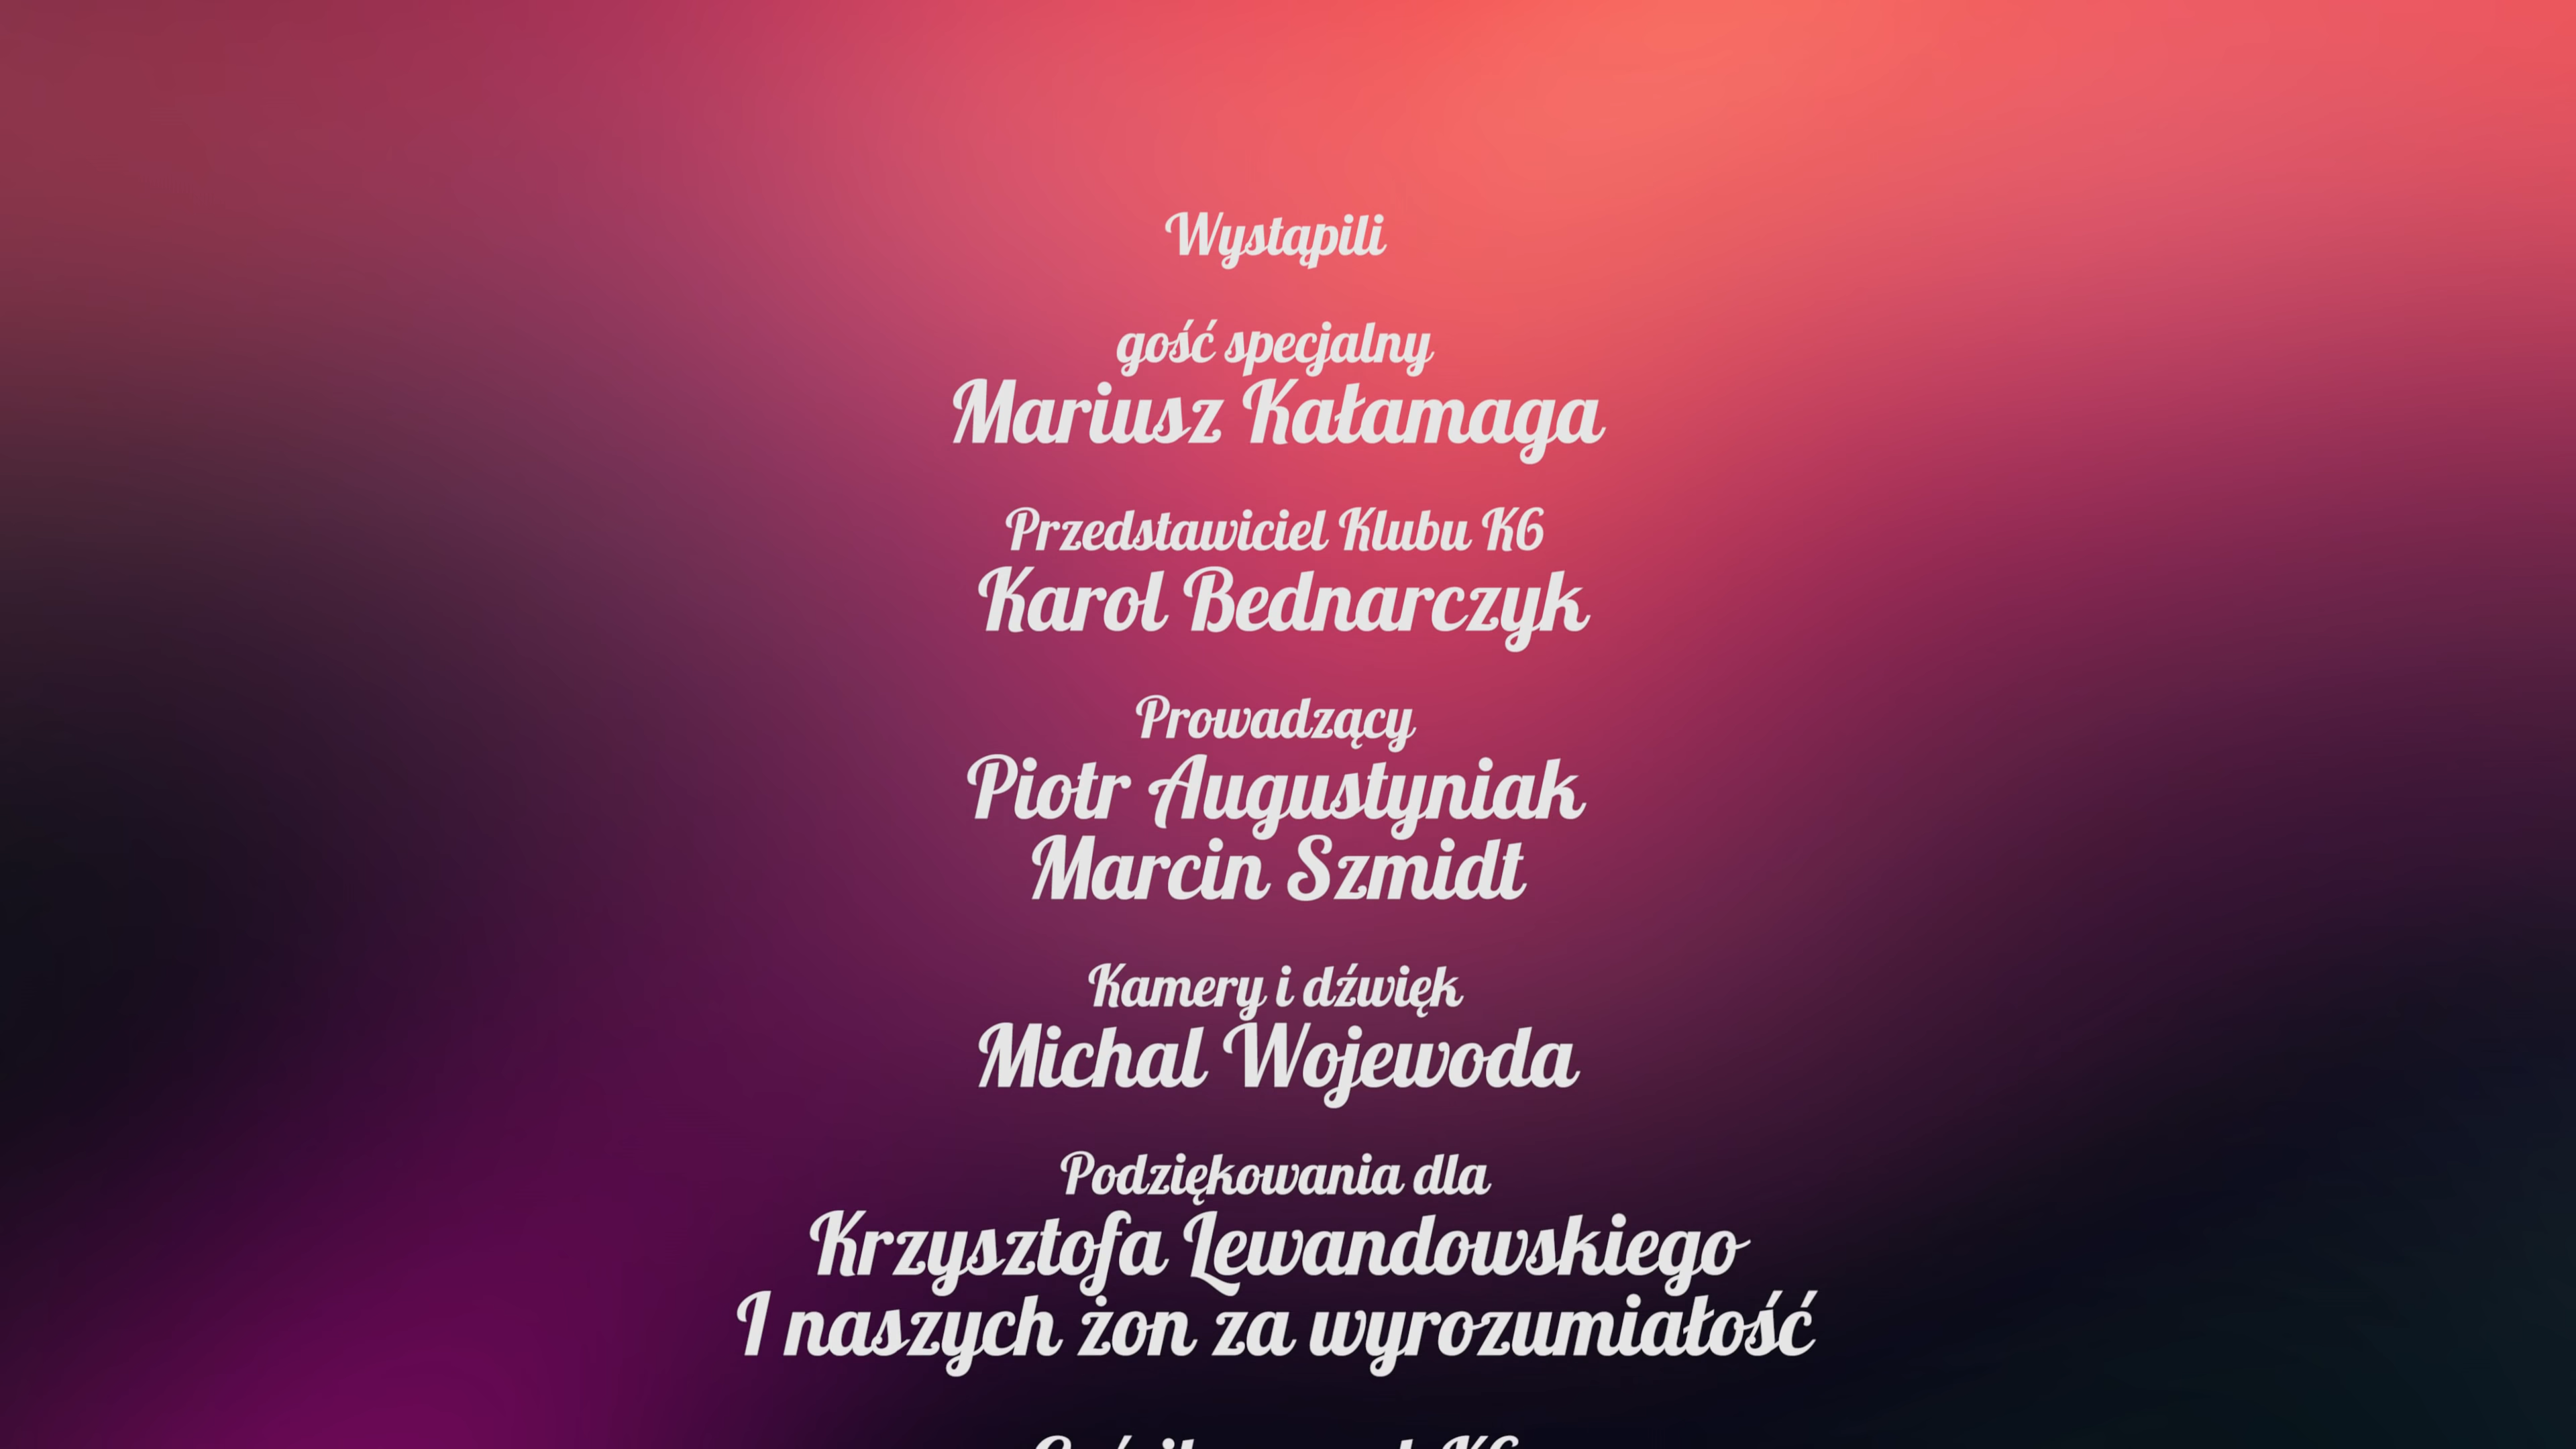 Wystąpili
gość specjalny
Mariusz Kałamaga
Przedstawiciel Klubu K6
Karol Bednarczyk
Prowadzący
Piotr Augustyniak
Marcin Szmidt
Kamery i dźwięk
Michal Wojewoda
Podziękowania dla
Krzysztofa Lewandowskiego
I naszych żon za wyrozumiałość
K6